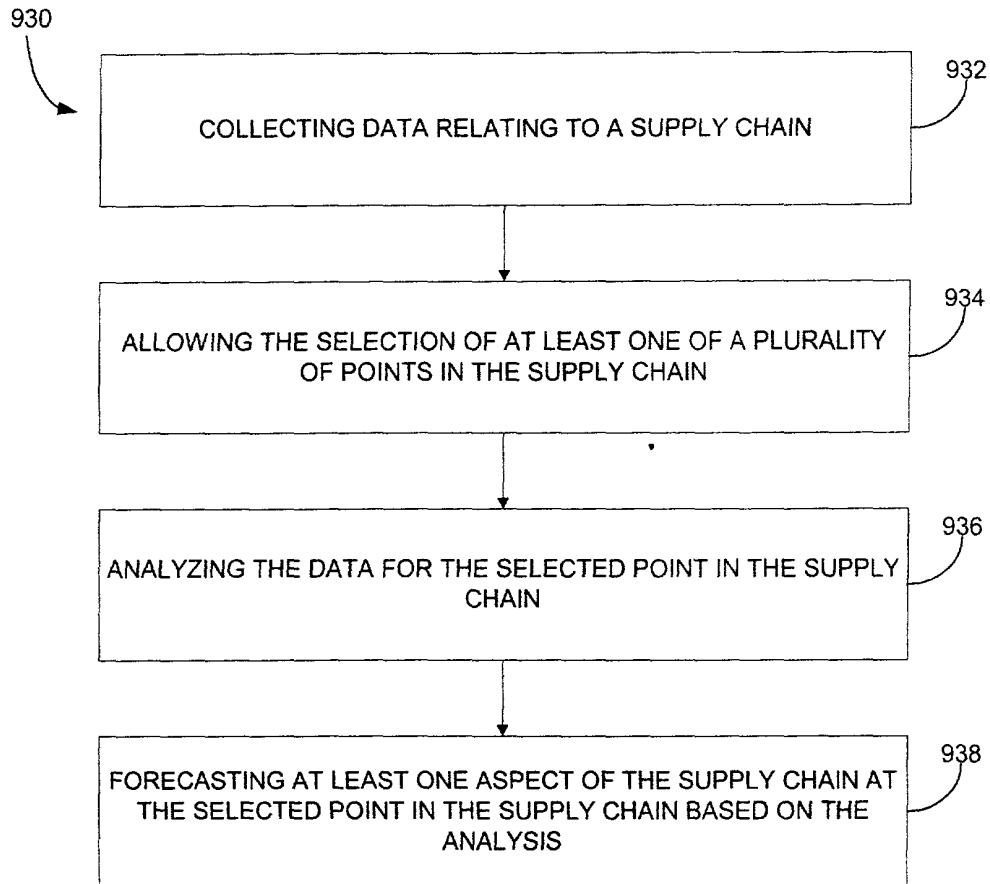 930
932
COLLECTING DATA RELATING TO A SUPPLY CHAIN
934
ALLOWING THE SELECTION OF AT LEAST ONE OF A PLURALITY
OF POINTS IN THE SUPPLY CHAIN
936
ANALYZING THE DATA FOR THE SELECTED POINT IN THE SUPPLY
CHAIN
938
FORECASTING AT LEAST ONE ASPECT OF THE SUPPLY CHAIN AT
THE SELECTED POINT IN THE SUPPLY CHAIN BASED ON THE
ANALYSIS